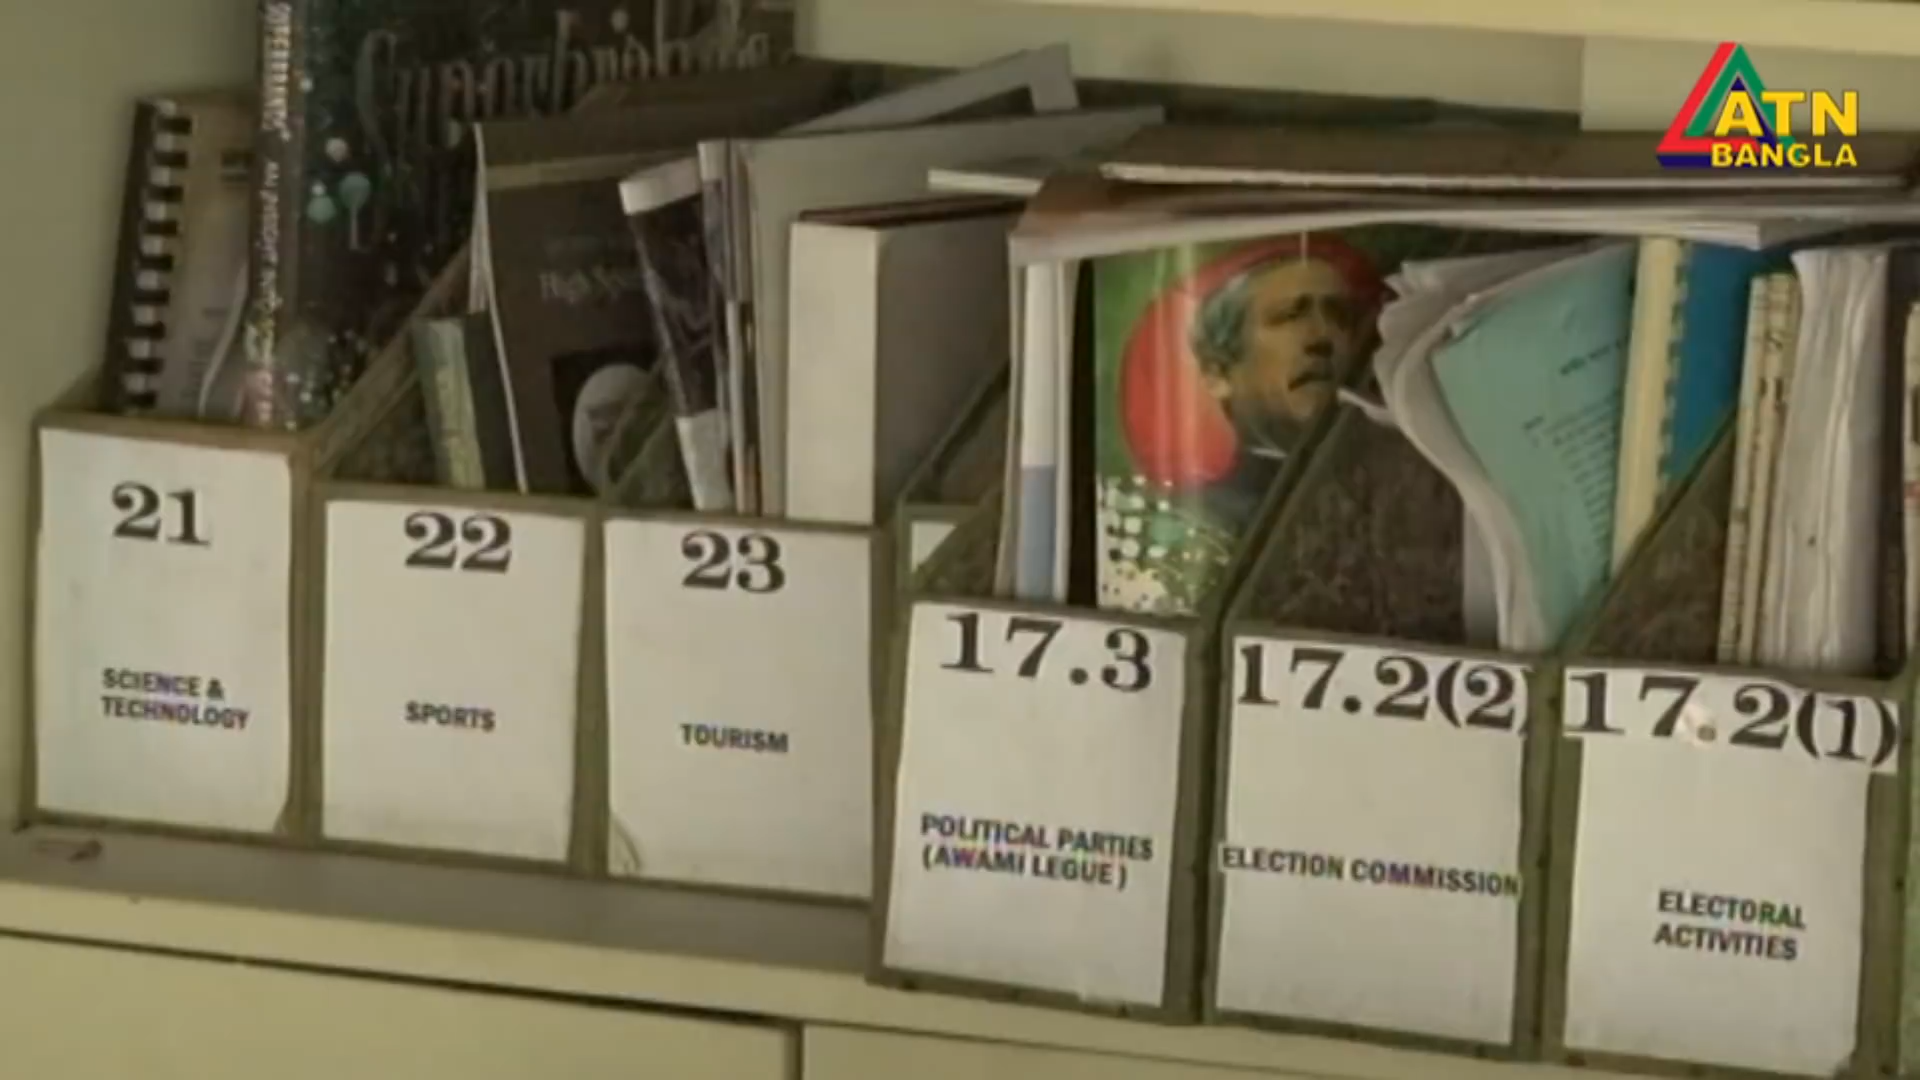 ATN
BANGLA
21
SCIENCE &
TECHNOLOGY
22
SPORTS
23
TOURISM
17.3
POLITICAL PARTIES
(AWAMI LEGUE )
17.2(2)
ELECTION COMMISSION
17.2(1)
ELECTORAL
ACTIVITIES